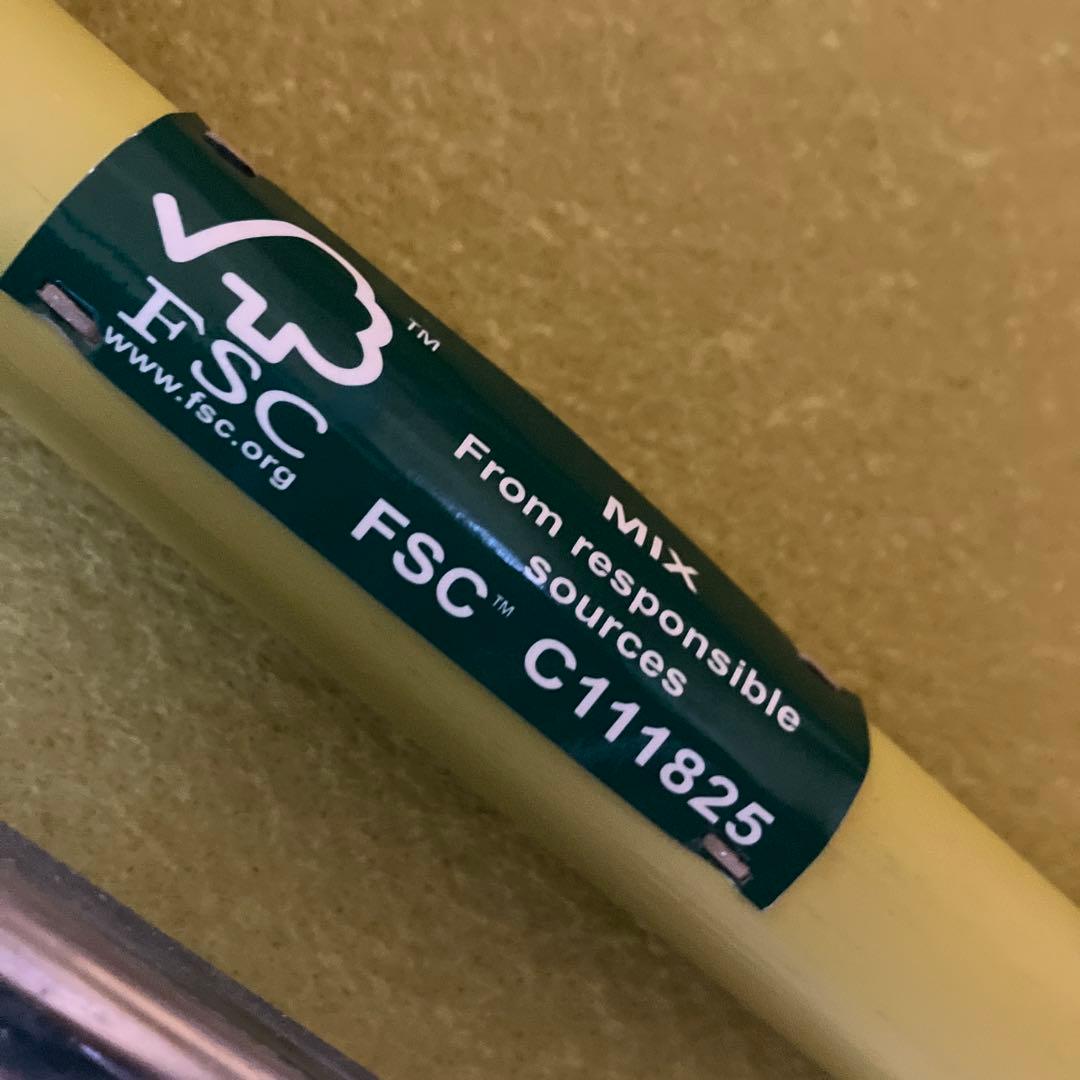 FSC
™
www.fsc.org
MIX
From responsible
sources
FSC™ C111825